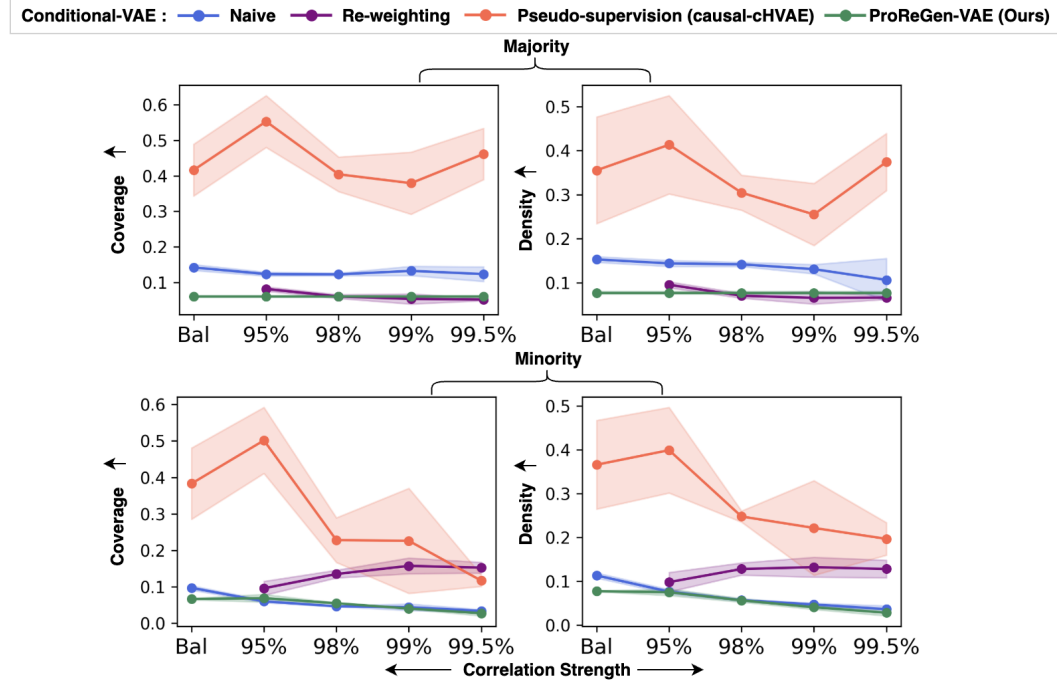 Conditional-VAE : Naive Re-weighting Pseudo-supervision (causal-cHVAE) ProReGen-VAE (Ours)
Majority
Coverage
0.6
0.5
0.4
0.3
0.2
0.1
Bal 95% 98% 99% 99.5%
Density
0.5
0.4
0.3
0.2
0.1
Bal 95% 98% 99% 99.5%
Minority
Coverage
0.6
0.5
0.4
0.3
0.2
0.1
0.0
Bal 95% 98% 99% 99.5%
Density
0.5
0.4
0.3
0.2
0.1
0.0
Bal 95% 98% 99% 99.5%
Correlation Strength